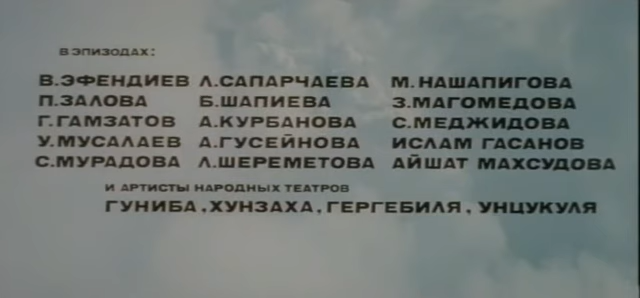 В ЭПИЗОДАХ:
В.ЭФЕНДИЕВ Л.САПАРЧАЕВА М.НАШАПИГОВА
П.ЗАЛОВА Б.ШАПИЕВА З.МАГОМЕДОВА
Г.ГАМЗАТОВ А.КУРБАНОВА С.МЕДЖИДОВА
У.МУСАЛАЕВ А.ГУСЕЙНОВА ИСЛАМ ГАСАНОВ
С.МУРАДОВА Л.ШЕРЕМЕТОВА АЙШАТ МАХСУДОВА
И АРТИСТЫ НАРОДНЫХ ТЕАТРОВ
ГУНИБА, ХУНЗАХА, ГЕРГЕБИЛЯ, УНЦУКУЛЯ